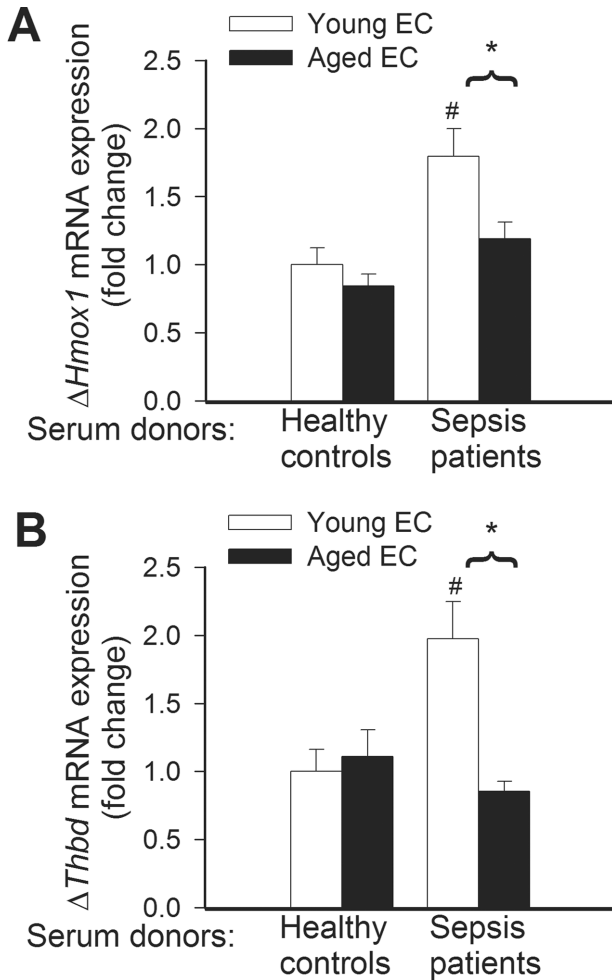 A
Young EC
Aged EC
*
#
ΔHmox1 mRNA expression
(fold change)
2.5
2.0
1.5
1.0
0.5
0.0
Serum donors:
Healthy
controls
Sepsis
patients
B
Young EC
Aged EC
*
#
ΔThbd mRNA expression
(fold change)
2.5
2.0
1.5
1.0
0.5
0.0
Serum donors:
Healthy
controls
Sepsis
patients